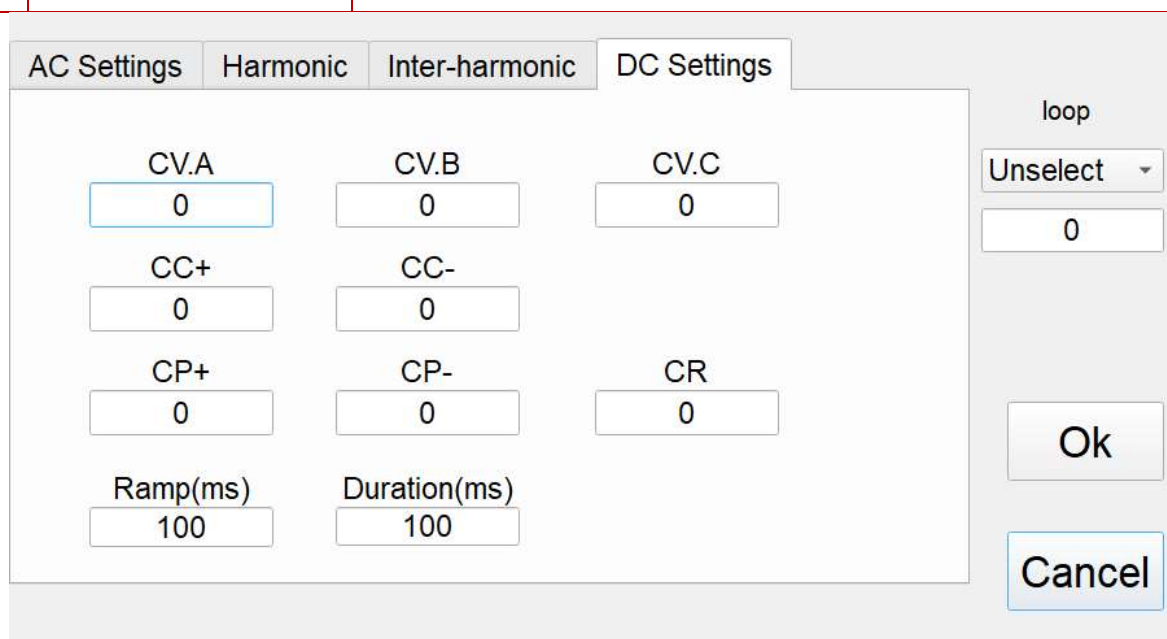 AC Settings Harmonic Inter-harmonic DC Settings
loop
CV.A CV.B CV.C
Unselect
0 0 0
0
CC+ CC-
0 0
CP+ CP- CR
0 0 0
Ok
Ramp(ms) Duration(ms)
100 100
Cancel